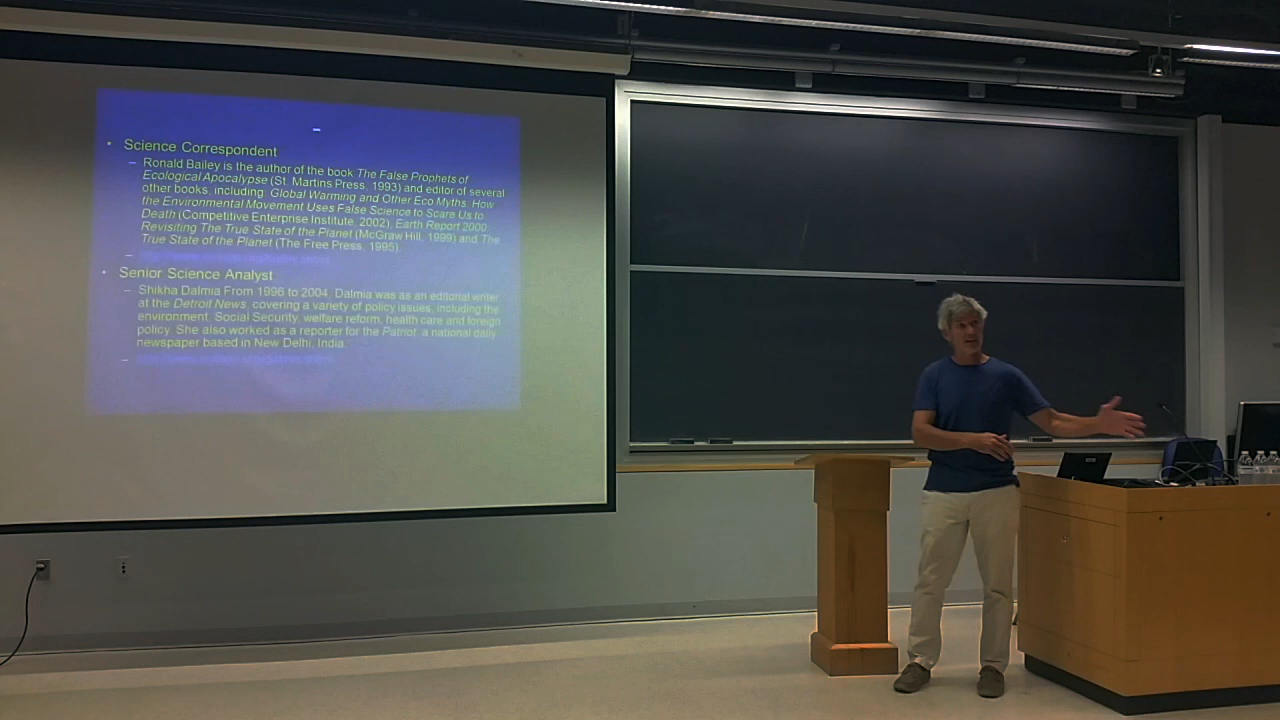 • Science Correspondent
– Ronald Bailey is the author of the book The False Prophets of
Ecological Apocalypse (St. Martins Press, 1993) and editor of several
other books, including: Global Warming and Other Eco Myths. How
the Environmental Movement Uses False Science to Scare Us to
Death (Competitive Enterprise Institute, 2002), Earth Report 2000:
Revisiting The True State of the Planet (McGraw Hill, 1999) and The
True State of the Planet (The Free Press, 1995).
• Senior Science Analyst
– Shikha Dalmia From 1996 to 2004, Dalmia was as an editorial writer
at the Detroit News, covering a variety of policy issues, including the
environment, Social Security, welfare reform, health care and foreign
policy. She also worked as a reporter for the Patriot, a national daily
newspaper based in New Delhi, India.